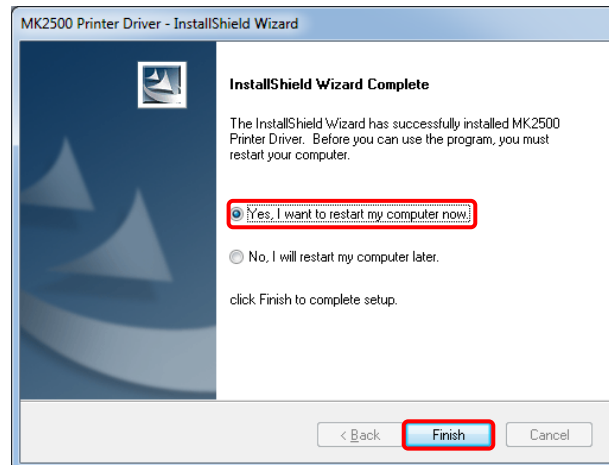 MK2500 Printer Driver - InstallShield Wizard
InstallShield Wizard Complete
The InstallShield Wizard has successfully installed MK2500
Printer Driver. Before you can use the program, you must
restart your computer.
Yes, I want to restart my computer now.
No, I will restart my computer later.
click Finish to complete setup.
< Back Finish Cancel